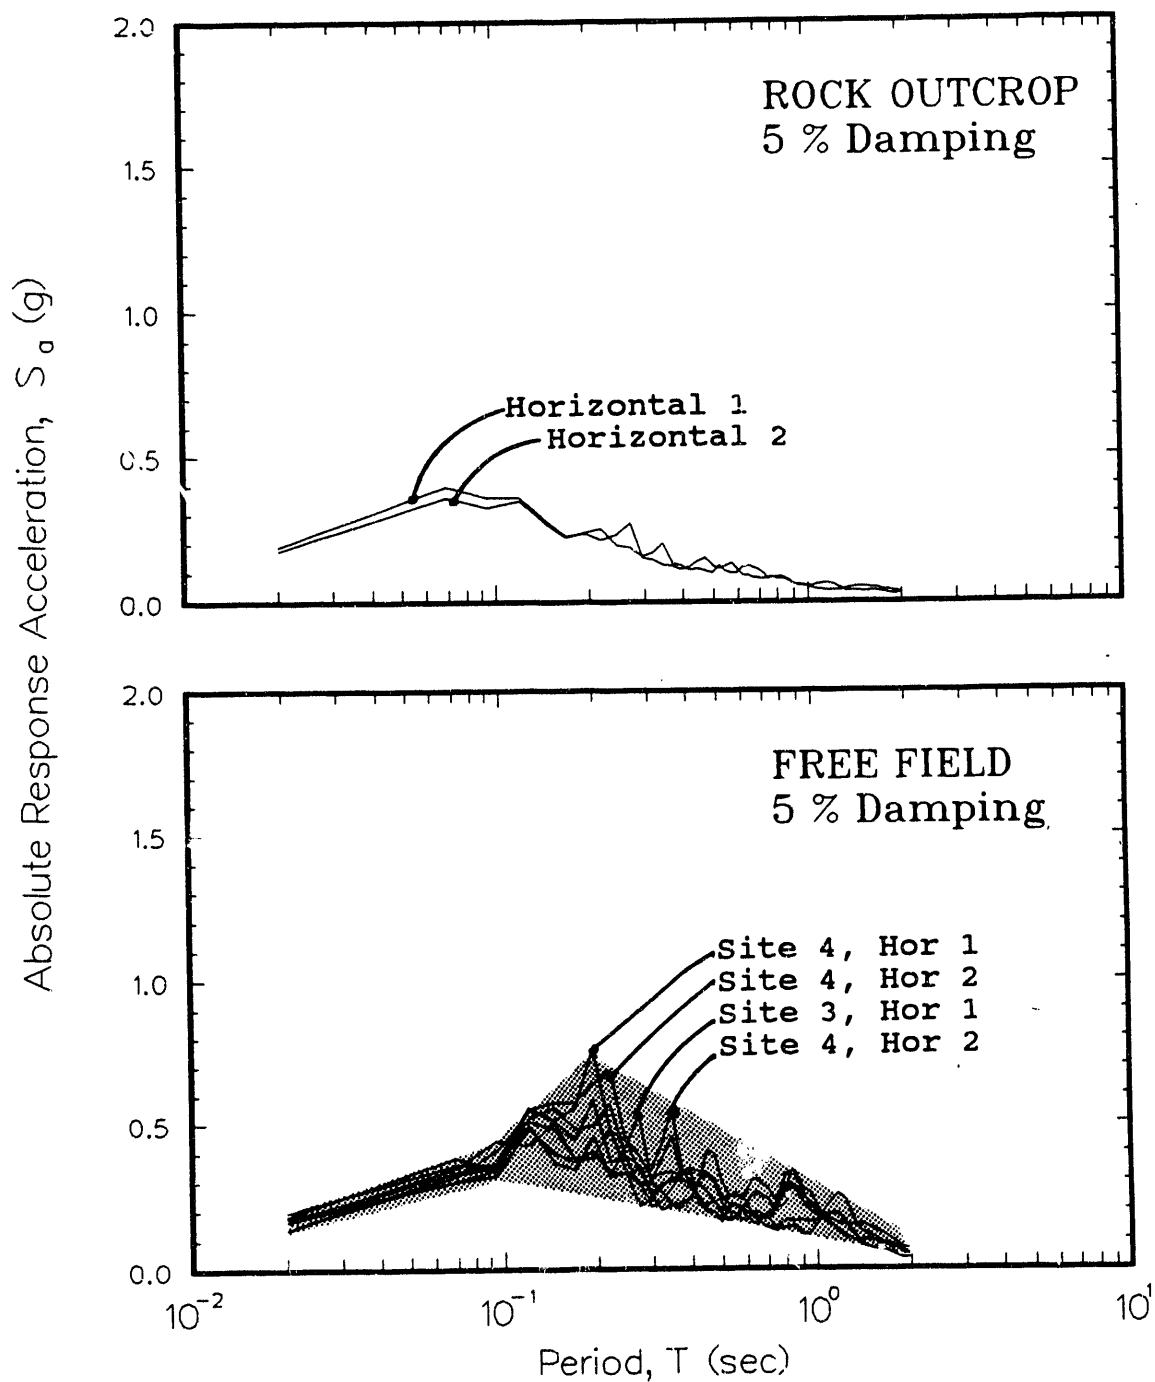 Absolute Response Acceleration, S a (g)
2.0
1.5
1.0
0.5
0.0
ROCK OUTCROP
5 % Damping
Horizontal 1
Horizontal 2
2.0
1.5
1.0
0.5
0.0
FREE FIELD
5 % Damping
Site 4, Hor 1
Site 4, Hor 2
Site 3, Hor 1
Site 4, Hor 2
10⁻² 10⁻¹ 10⁰ 10¹
Period, T (sec)